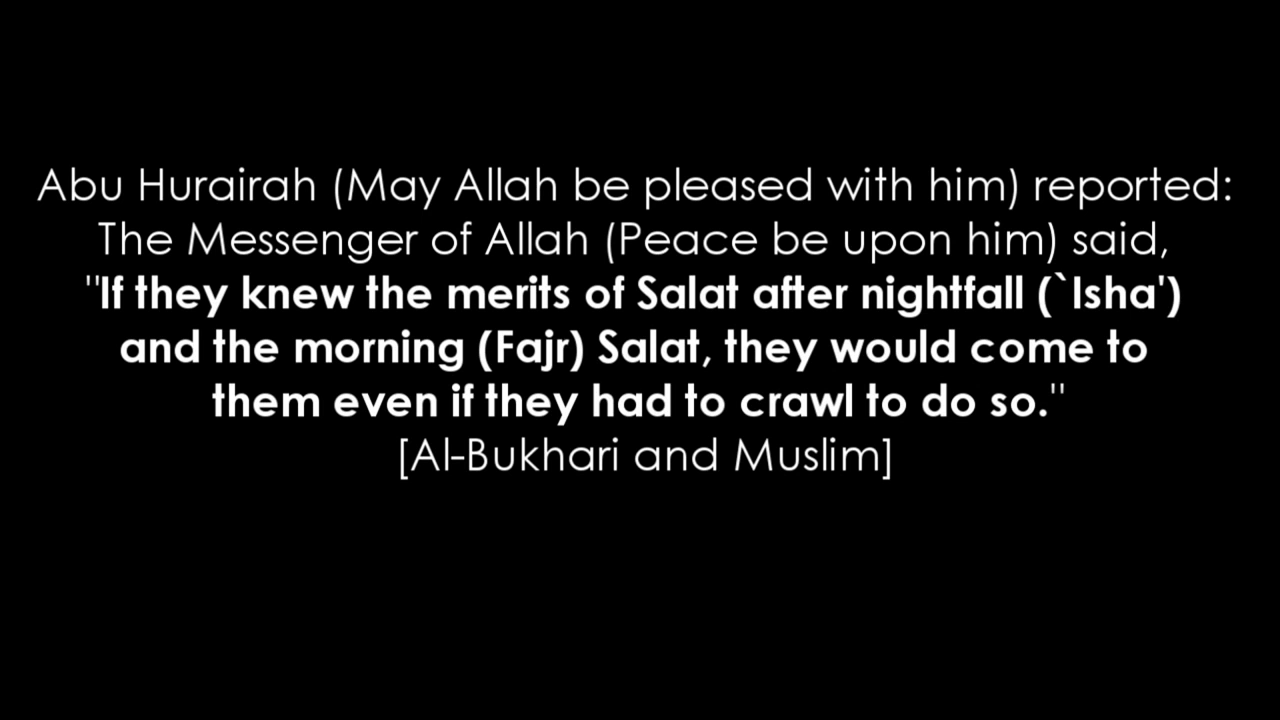 Abu Hurairah (May Allah be pleased with him) reported:
The Messenger of Allah (Peace be upon him) said,
"If they knew the merits of Salat after nightfall (`Isha')
and the morning (Fajr) Salat, they would come to
them even if they had to crawl to do so."
[Al-Bukhari and Muslim]